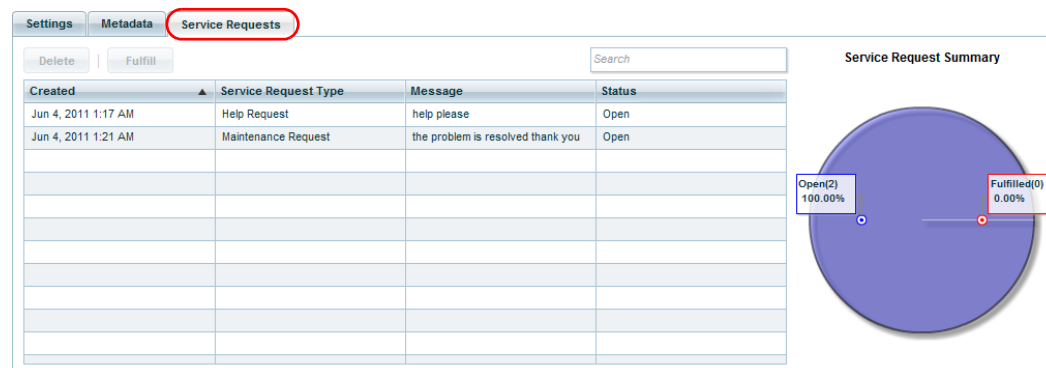 Settings Metadata Service Requests
Delete | Fulfill Search
Service Request Summary
Created Service Request Type Message Status
Jun 4, 2011 1:17 AM Help Request help please Open
Jun 4, 2011 1:21 AM Maintenance Request the problem is resolved thank you Open
Open(2)
100.00%
Fulfilled(0)
0.00%